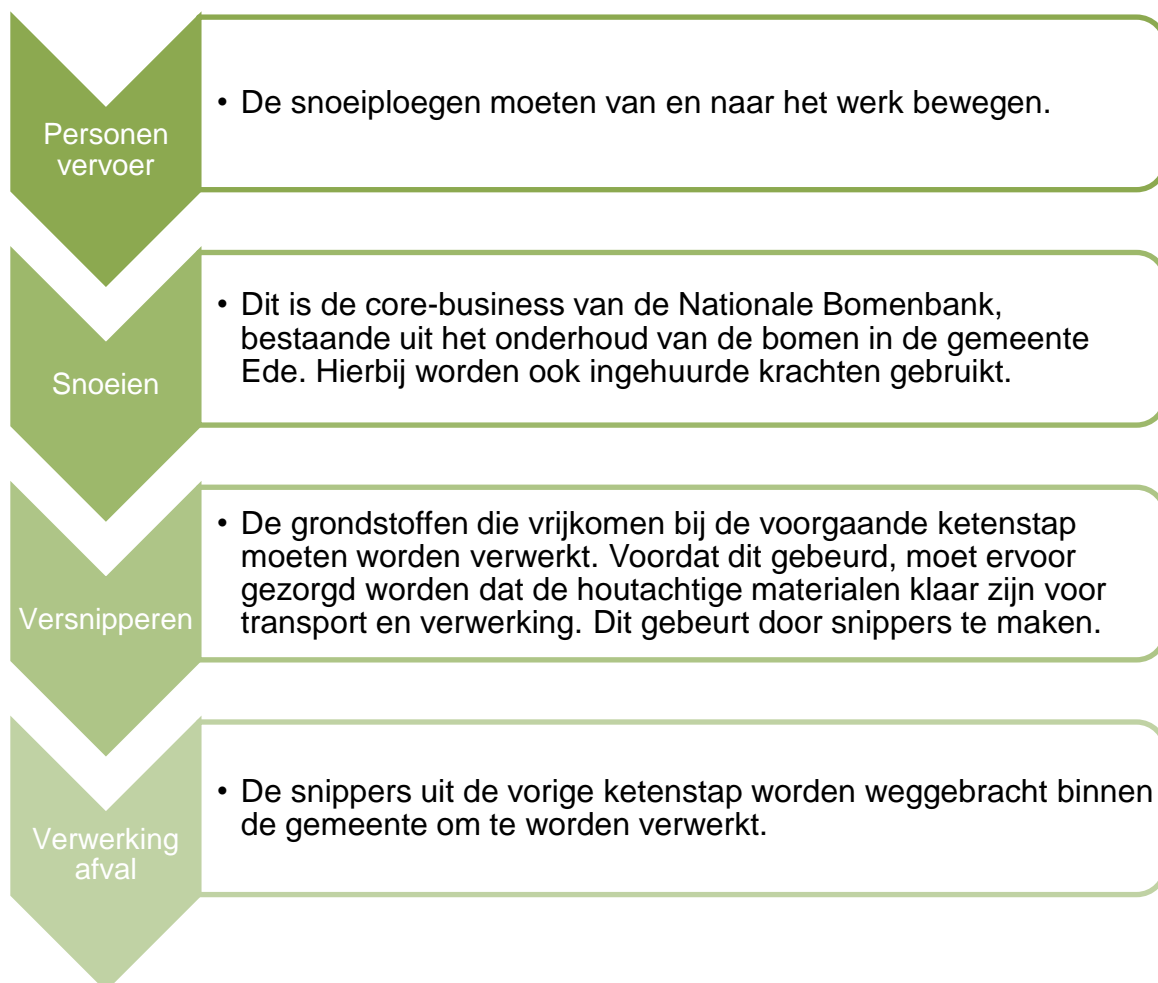 Personen
vervoer
• De snoeiploegen moeten van en naar het werk bewegen.
Snoeien
• Dit is de core-business van de Nationale Bomenbank,
bestaande uit het onderhoud van de bomen in de gemeente
Ede. Hierbij worden ook ingehuurde krachten gebruikt.
Versnipperen
• De grondstoffen die vrijkomen bij de voorgaande ketenstap
moeten worden verwerkt. Voordat dit gebeurd, moet ervoor
gezorgd worden dat de houtachtige materialen klaar zijn voor
transport en verwerking. Dit gebeurt door snippers te maken.
Verwerking
afval
• De snippers uit de vorige ketenstap worden weggebracht binnen
de gemeente om te worden verwerkt.